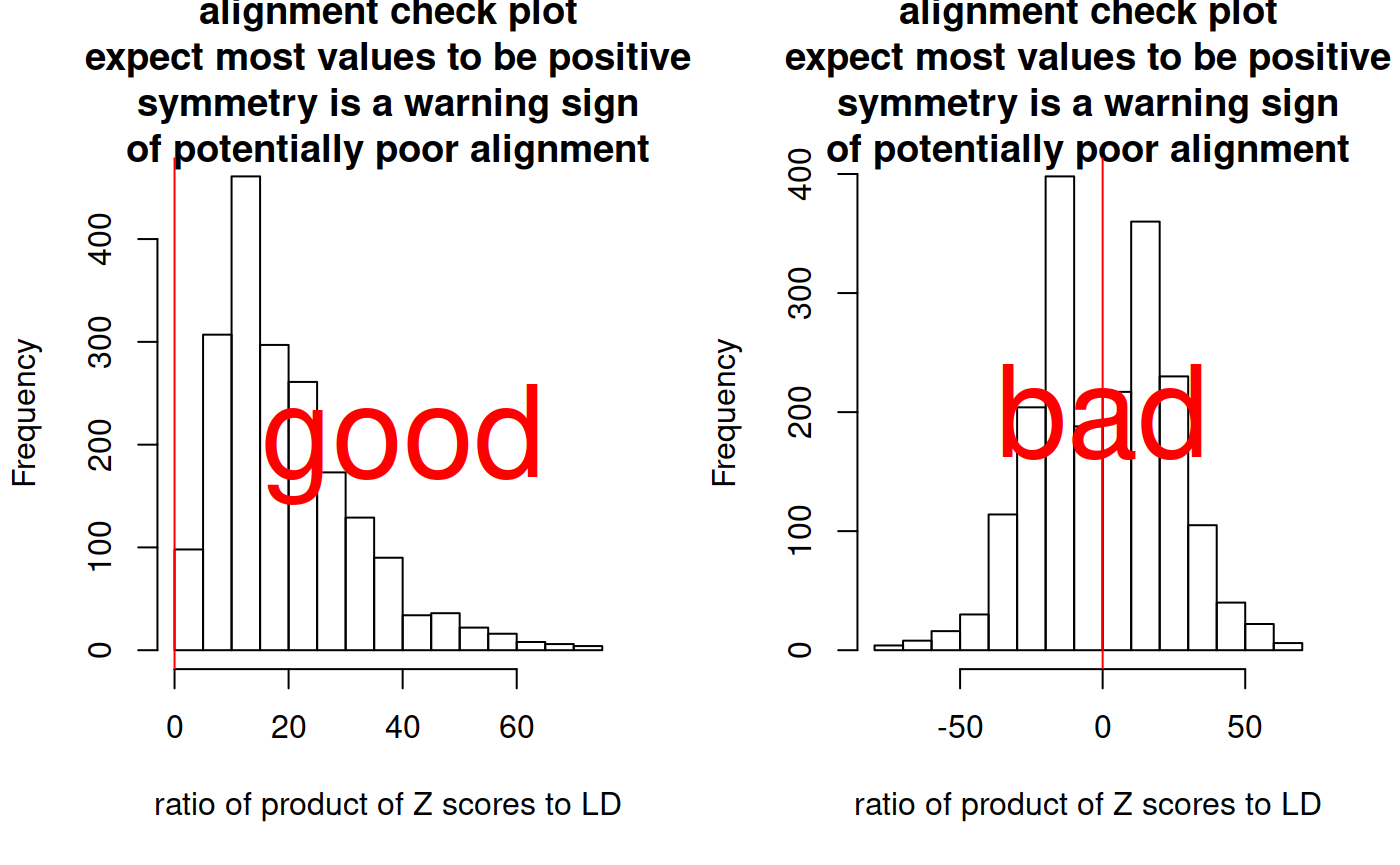 alignment check plot
expect most values to be positive
symmetry is a warning sign
of potentially poor alignment
Frequency
0
100
200
300
400
good
0
20
40
60
ratio of product of Z scores to LD
alignment check plot
expect most values to be positive
symmetry is a warning sign
of potentially poor alignment
Frequency
0
100
200
300
400
bad
-50
0
50
ratio of product of Z scores to LD